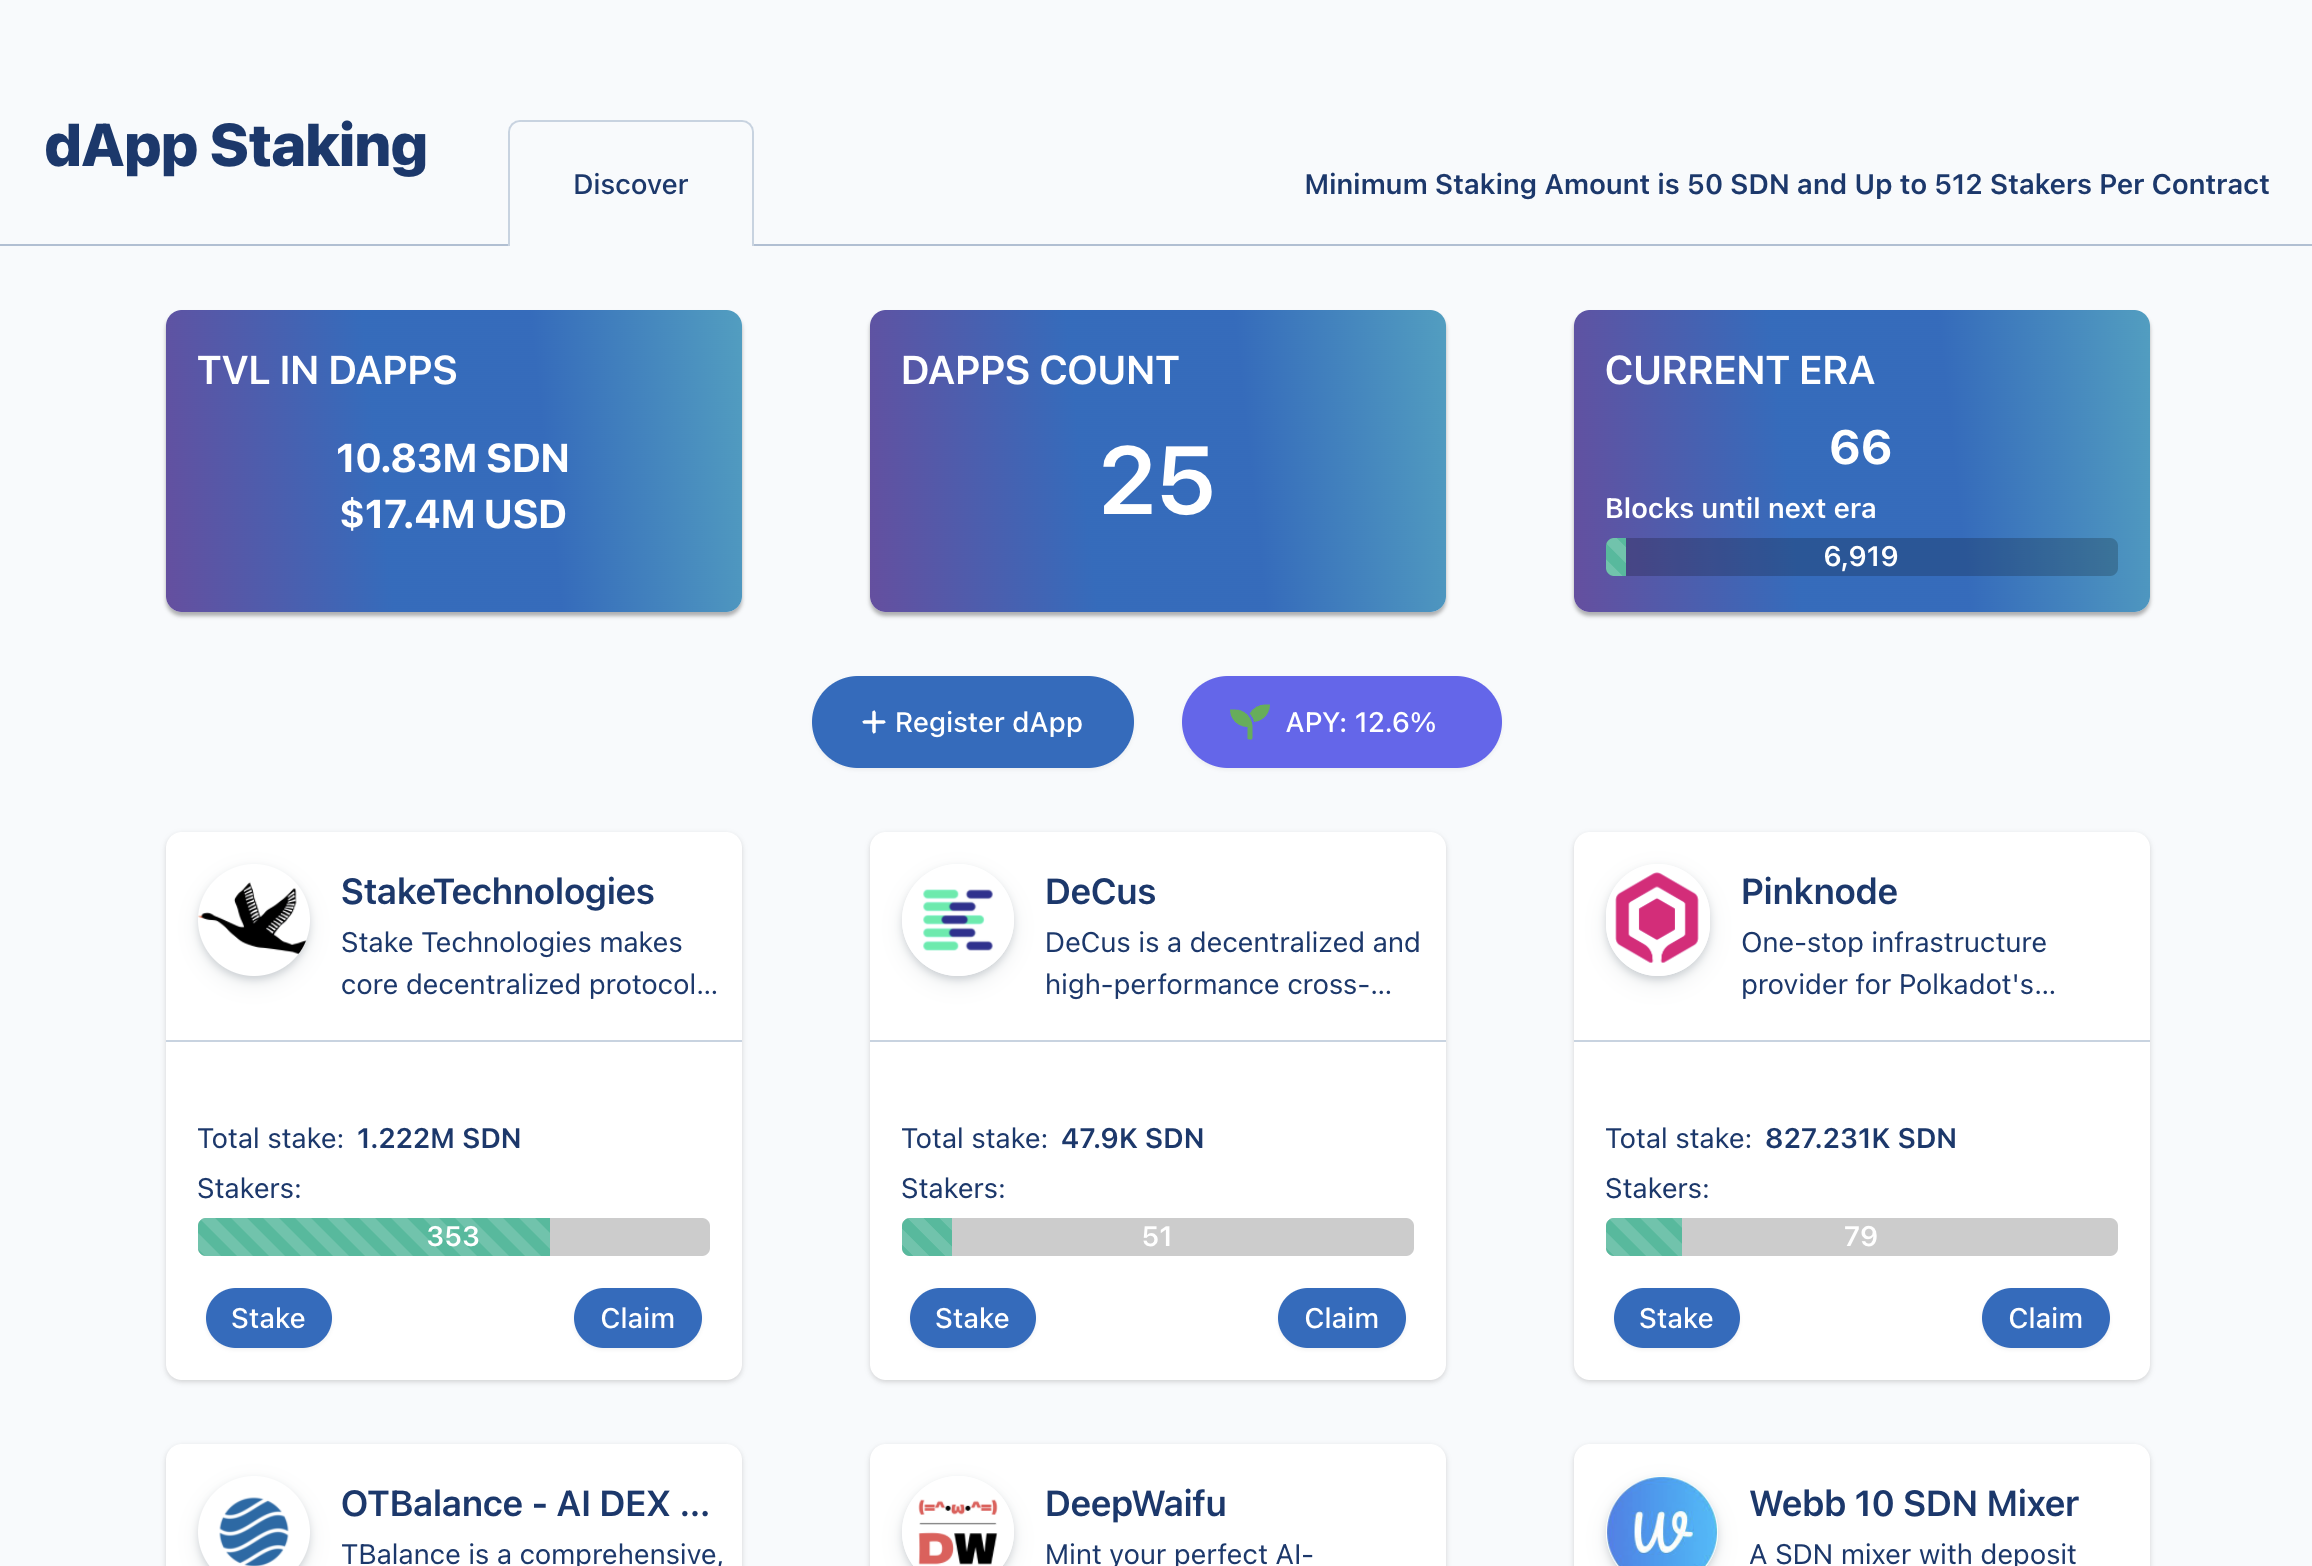 dApp Staking
Discover
Minimum Staking Amount is 50 SDN and Up to 512 Stakers Per Contract
TVL IN DAPPS
10.83M SDN
$17.4M USD
DAPPS COUNT
25
CURRENT ERA
66
Blocks until next era
6,919
+ Register dApp
APY: 12.6%
StakeTechnologies
Stake Technologies makes
core decentralized protocol...
Total stake: 1.222M SDN
Stakers:
353
Stake
Claim
DeCus
DeCus is a decentralized and
high-performance cross-...
Total stake: 47.9K SDN
Stakers:
51
Stake
Claim
Pinknode
One-stop infrastructure
provider for Polkadot's...
Total stake: 827.231K SDN
Stakers:
79
Stake
Claim
OTBalance - AI DEX ...
TBalance is a comprehensive,
(=^•ω•^=)
DW
DeepWaifu
Mint your perfect AI-
w
Webb 10 SDN Mixer
A SDN mixer with deposit